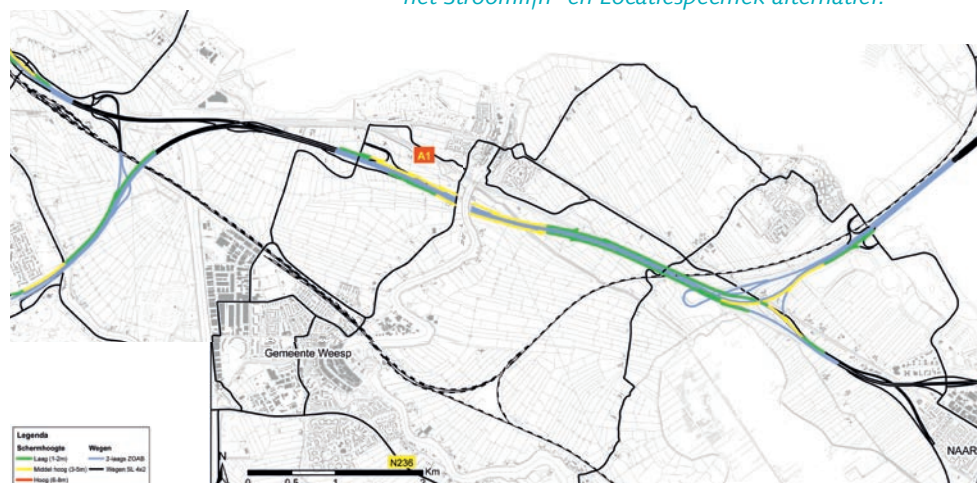 het Stroomlijn- en Locatiespecifiek alternatief.
A1
Gemeente Weesp
NAAR
N236
Legenda
Schermhoogte Wegen
Laag (1-2m) 2-laags ZOAB
Middel hoog (3-5m) Wegen SL 4x2
Hoog (6-8m)
N
0 0.5 1 2 Km